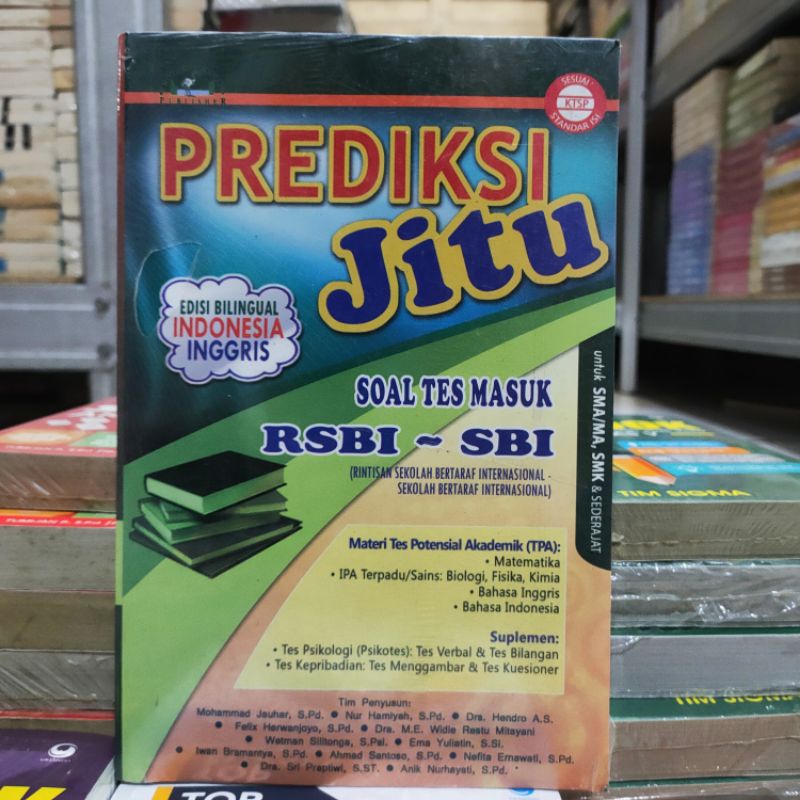 PUBLISHER
SESUAI
KTSP
STANDAR ISI
PREDIKSI
Jitu
EDISI BILINGUAL
INDONESIA
INGGRIS
untuk SMA/MA, SMK & SEDERAJAT
SOAL TES MASUK
RSBI ~ SBI
(RINTISAN SEKOLAH BERTARAF INTERNASIONAL -
SEKOLAH BERTARAF INTERNASIONAL)
Materi Tes Potensial Akademik (TPA):
• Matematika
• IPA Terpadu/Sains: Biologi, Fisika, Kimia
• Bahasa Inggris
• Bahasa Indonesia
Suplemen:
• Tes Psikologi (Psikotes): Tes Verbal & Tes Bilangan
• Tes Kepribadian: Tes Menggambar & Tes Kuesioner
Tim Penyusun:
Mohammad Jauhar, S.Pd. • Nur Hamiyah, S.Pd. • Dra. Hendro A.S.
• Felix Herwanjoyo, S.Pd. • Dra. M.E. Widie Restu Mitayani
• Wetman Silitonga, S.Pal. • Ema Yuliatin, S.Si.
• Iwan Bramantya, S.Pd. • Ahmad Santoso, S.Pd. • Nefita Ernawati, S.Pd.
• Dra. Sri Praptiwi, S.ST. • Anik Nurhayati, S.Pd.
TIM SIGMA
TOP